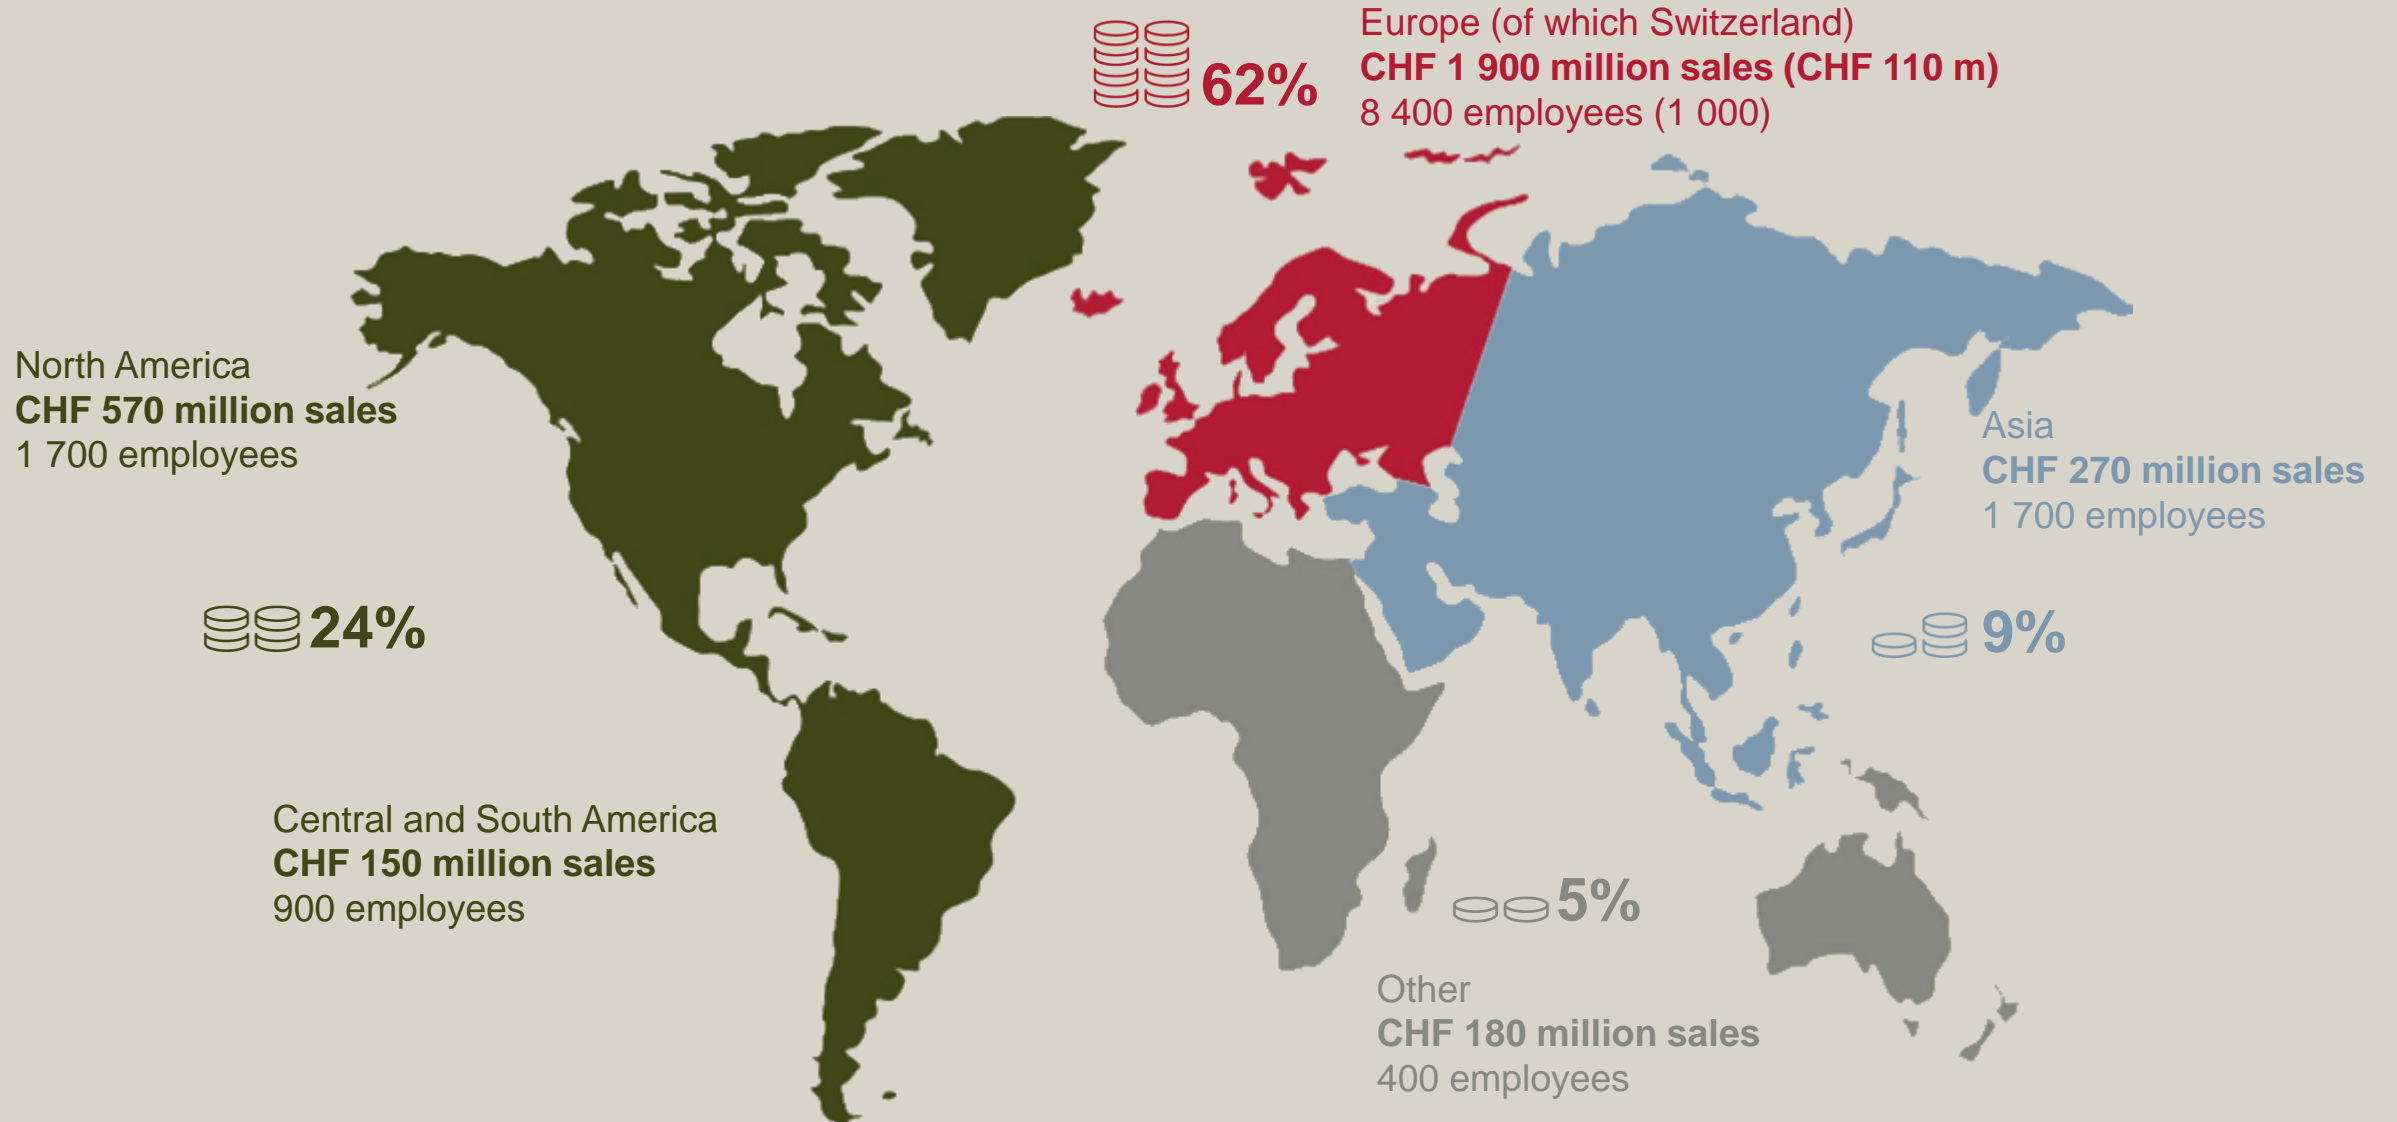 62%
Europe (of which Switzerland)
CHF 1 900 million sales (CHF 110 m)
8 400 employees (1 000)
North America
CHF 570 million sales
1 700 employees
Asia
CHF 270 million sales
1 700 employees
24%
9%
Central and South America
CHF 150 million sales
900 employees
5%
Other
CHF 180 million sales
400 employees